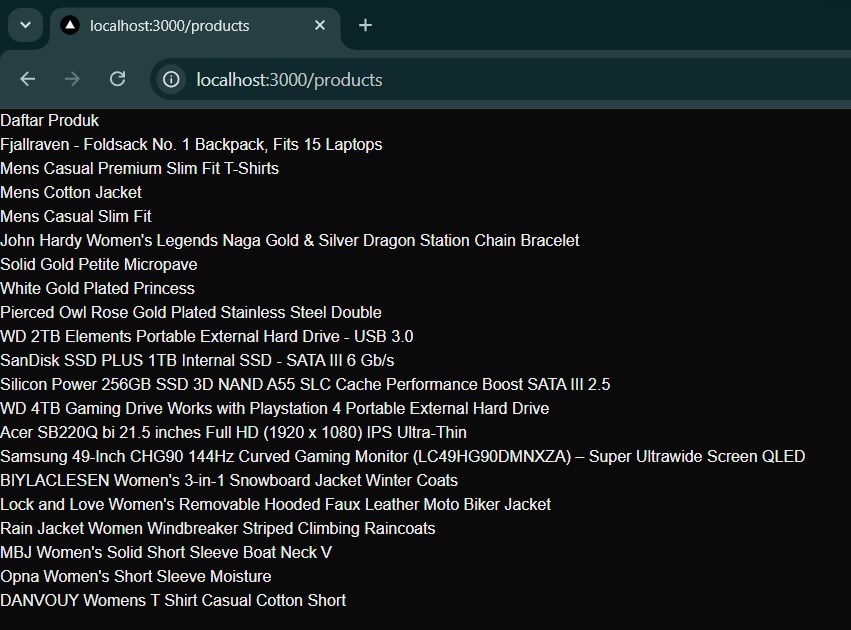 localhost:3000/products
localhost:3000/products
Daftar Produk
Fjallraven - Foldsack No. 1 Backpack, Fits 15 Laptops
Mens Casual Premium Slim Fit T-Shirts
Mens Cotton Jacket
Mens Casual Slim Fit
John Hardy Women's Legends Naga Gold & Silver Dragon Station Chain Bracelet
Solid Gold Petite Micropave
White Gold Plated Princess
Pierced Owl Rose Gold Plated Stainless Steel Double
WD 2TB Elements Portable External Hard Drive - USB 3.0
SanDisk SSD PLUS 1TB Internal SSD - SATA III 6 Gb/s
Silicon Power 256GB SSD 3D NAND A55 SLC Cache Performance Boost SATA III 2.5
WD 4TB Gaming Drive Works with Playstation 4 Portable External Hard Drive
Acer SB220Q bi 21.5 inches Full HD (1920 x 1080) IPS Ultra-Thin
Samsung 49-Inch CHG90 144Hz Curved Gaming Monitor (LC49HG90DMNXZA) – Super Ultrawide Screen QLED
BIYLACLESEN Women's 3-in-1 Snowboard Jacket Winter Coats
Lock and Love Women's Removable Hooded Faux Leather Moto Biker Jacket
Rain Jacket Women Windbreaker Striped Climbing Raincoats
MBJ Women's Solid Short Sleeve Boat Neck V
Opna Women's Short Sleeve Moisture
DANVOUY Womens T Shirt Casual Cotton Short